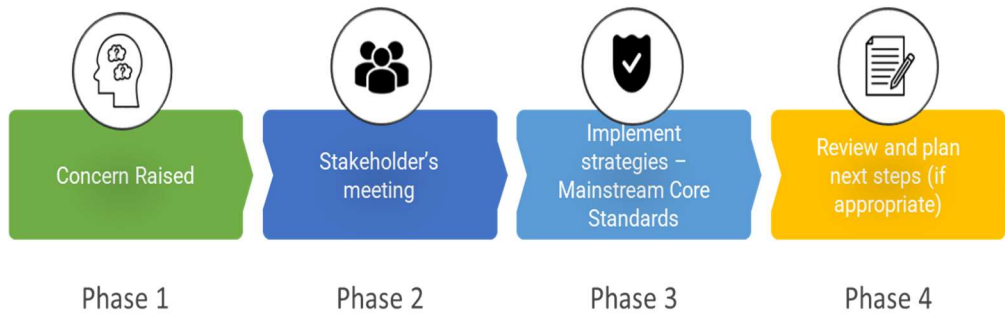 Concern Raised
Stakeholder's
meeting
Implement
strategies –
Mainstream Core
Standards
Review and plan
next steps (if
appropriate)
Phase 1
Phase 2
Phase 3
Phase 4